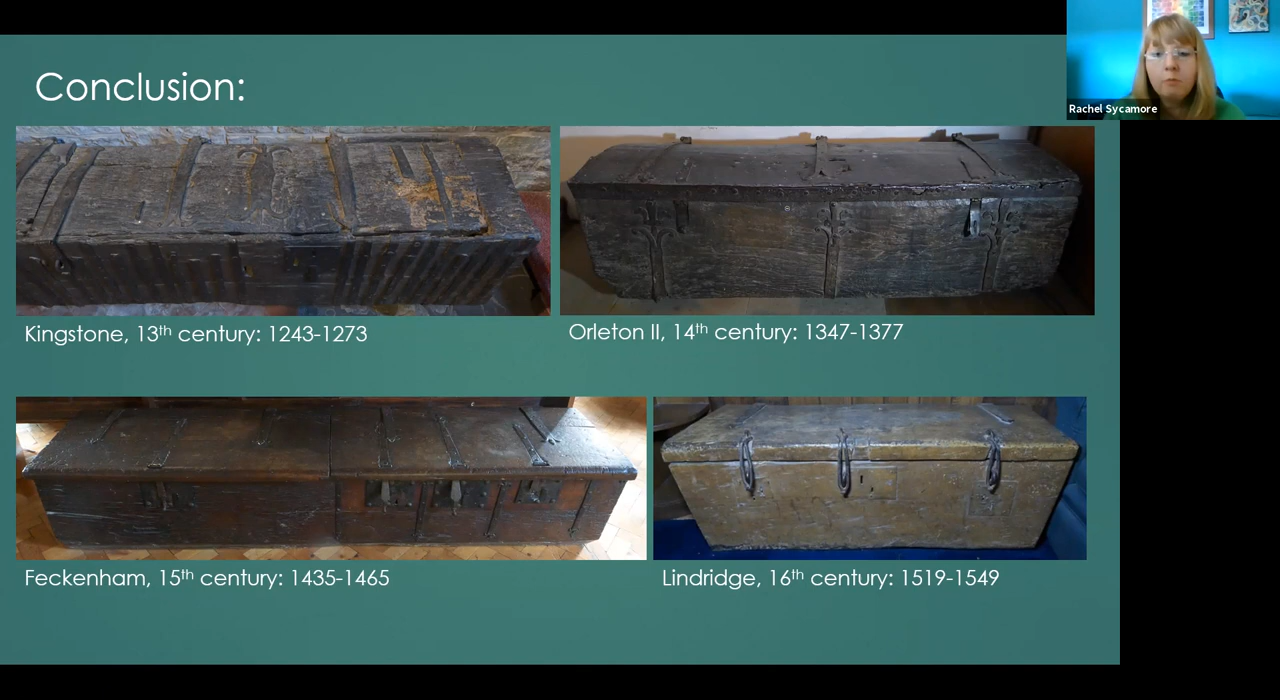 Conclusion:
Rachel Sycamore
Kingstone, 13th century: 1243-1273
Orleton II, 14th century: 1347-1377
Feckenham, 15th century: 1435-1465
Lindridge, 16th century: 1519-1549